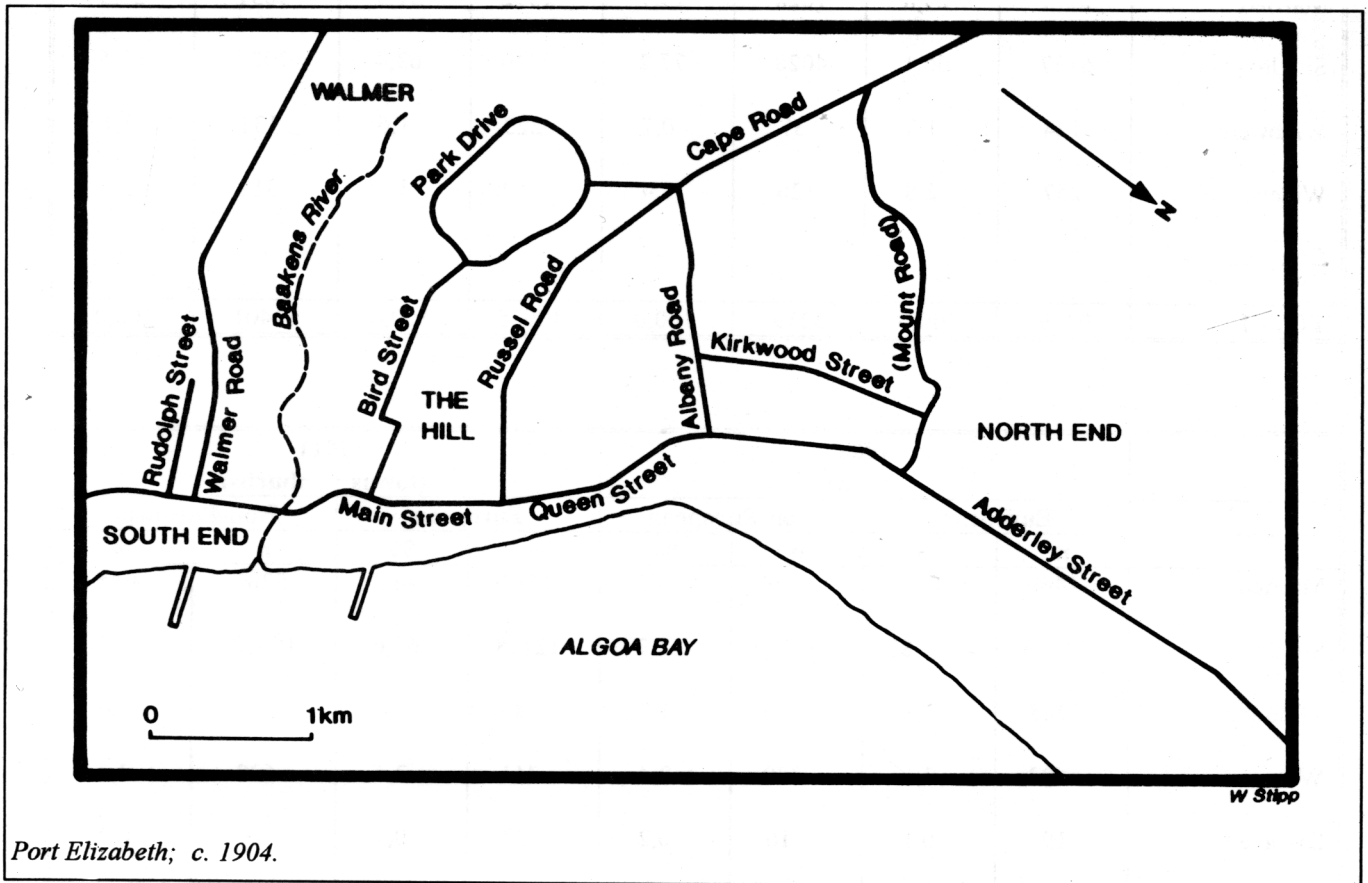 WALMER
Park Drive
Cape Road
N
Baakens River
(Mount Road)
Rudolph Street
Walmer Road
Bird Street
Russel Road
Albany Road
Kirkwood Street
THE
HILL
NORTH END
Main Street
Queen Street
Adderley Street
SOUTH END
ALGOA BAY
0 1km
W Stipp
Port Elizabeth; c. 1904.